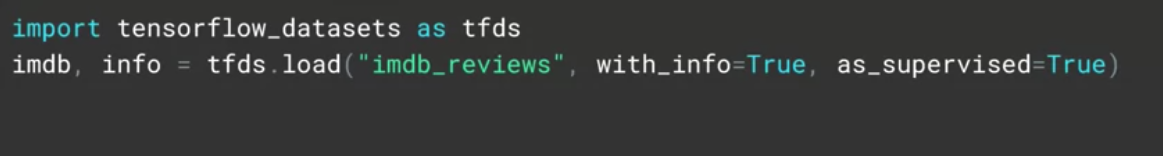 import tensorflow_datasets as tfds
imdb, info = tfds.load("imdb_reviews", with_info=True, as_supervised=True)